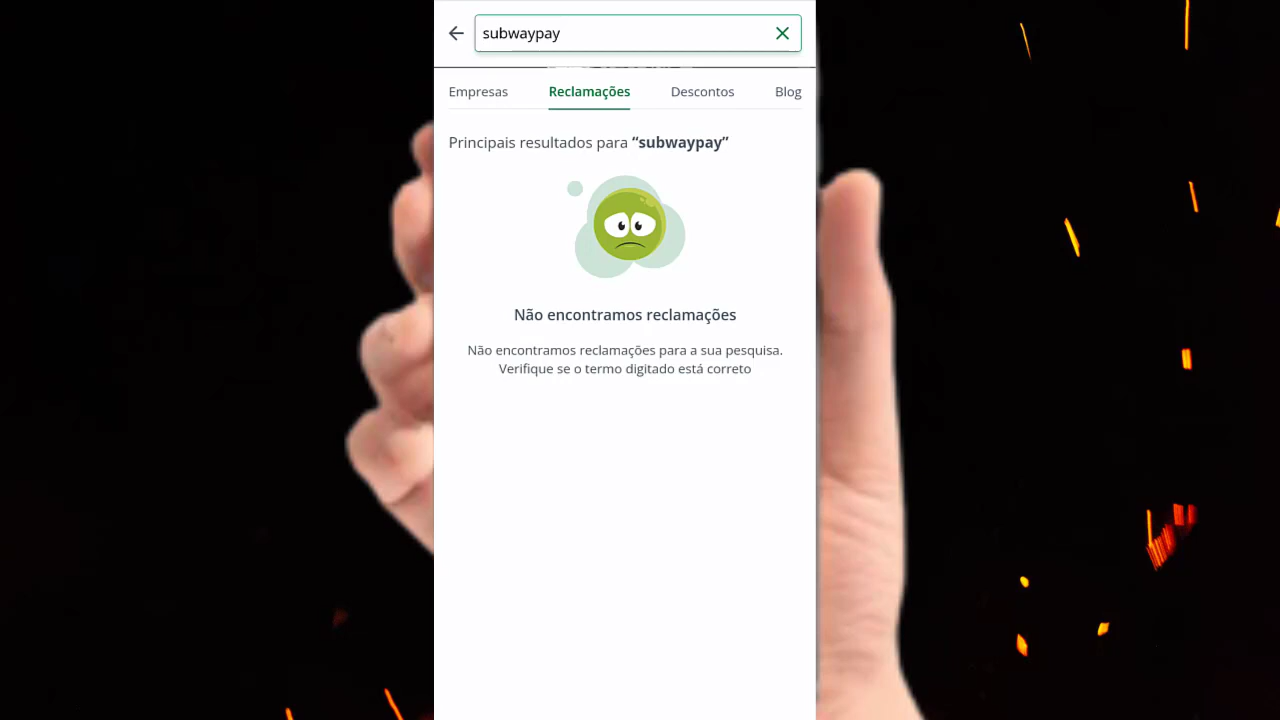 subwaypay
Empresas Reclamações Descontos Blog
Principais resultados para “subwaypay”
Não encontramos reclamações
Não encontramos reclamações para a sua pesquisa.
Verifique se o termo digitado está correto